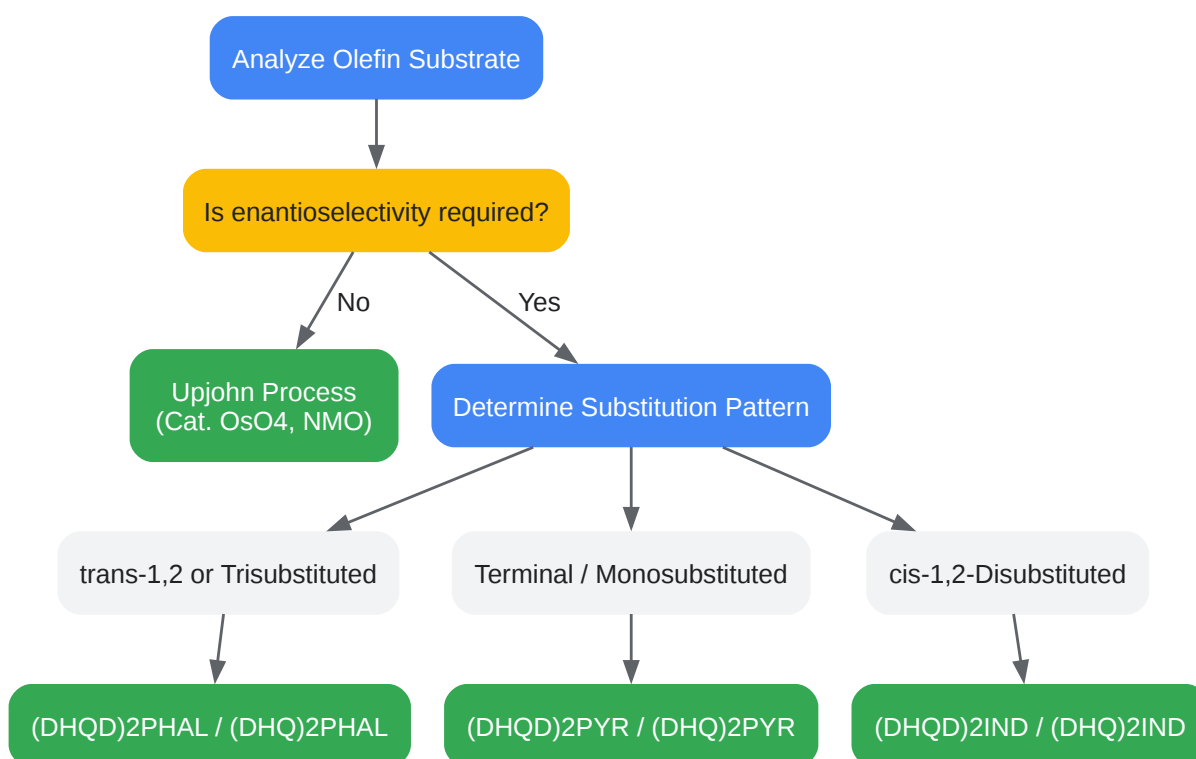 Analyze Olefin Substrate
Is enantioselectivity required?
No
Yes
Upjohn Process
(Cat. OsO4, NMO)
Determine Substitution Pattern
trans-1,2 or Trisubstituted
Terminal / Monosubstituted
cis-1,2-Disubstituted
(DHQD)2PHAL / (DHQ)2PHAL
(DHQD)2PYR / (DHQ)2PYR
(DHQD)2IND / (DHQ)2IND